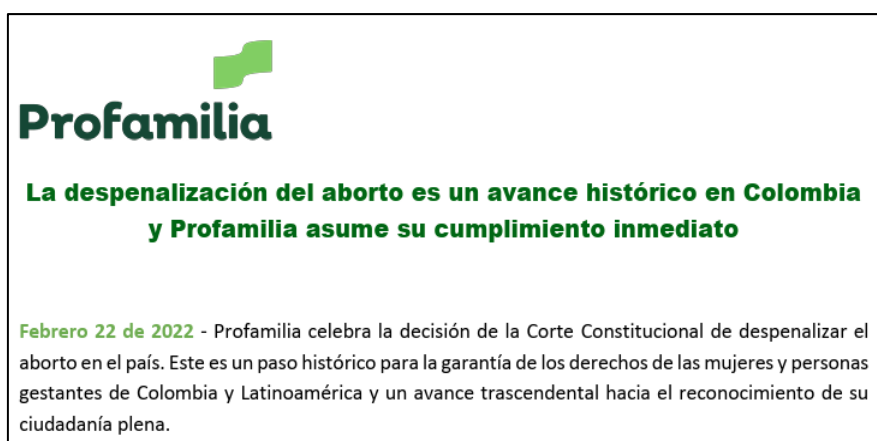 Profamilia
La despenalización del aborto es un avance histórico en Colombia
y Profamilia asume su cumplimiento inmediato
Febrero 22 de 2022 - Profamilia celebra la decisión de la Corte Constitucional de despenalizar el
aborto en el país. Este es un paso histórico para la garantía de los derechos de las mujeres y personas
gestantes de Colombia y Latinoamérica y un avance trascendental hacia el reconocimiento de su
ciudadanía plena.